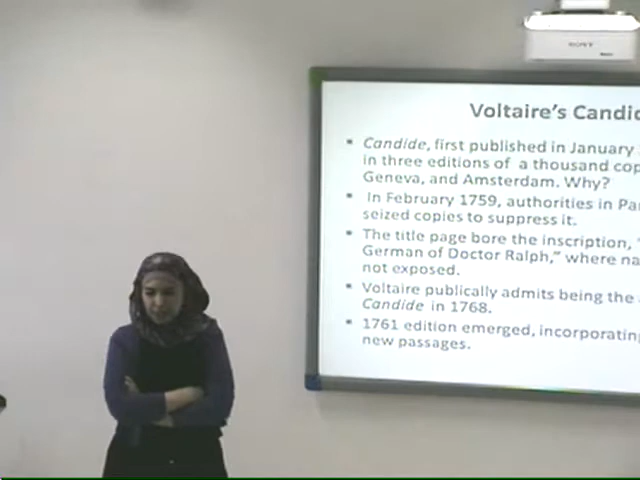 SONY
Voltaire's Candid
• Candide, first published in January
in three editions of a thousand cop
Geneva, and Amsterdam. Why?
• In February 1759, authorities in Pa
seized copies to suppress it.
• The title page bore the inscription, "
German of Doctor Ralph," where na
not exposed.
• Voltaire publically admits being the
Candide in 1768.
• 1761 edition emerged, incorporating
new passages.